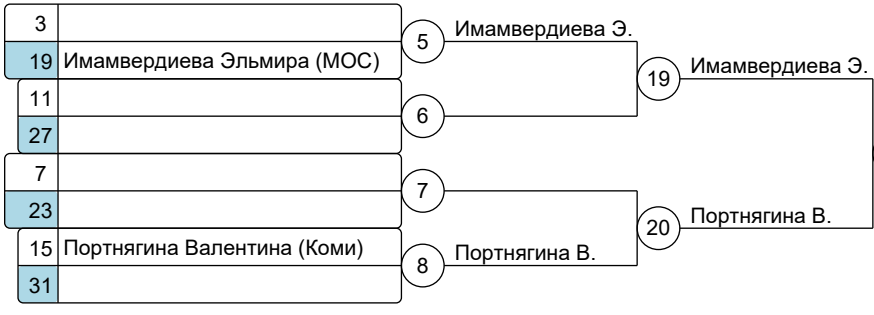 3
19 Имамвердиева Эльмира (МОС)
11
27
7
23
15 Портнягина Валентина (Коми)
31
5
6
7
8
Имамвердиева Э.
Портнягина В.
19
20
Имамвердиева Э.
Портнягина В.